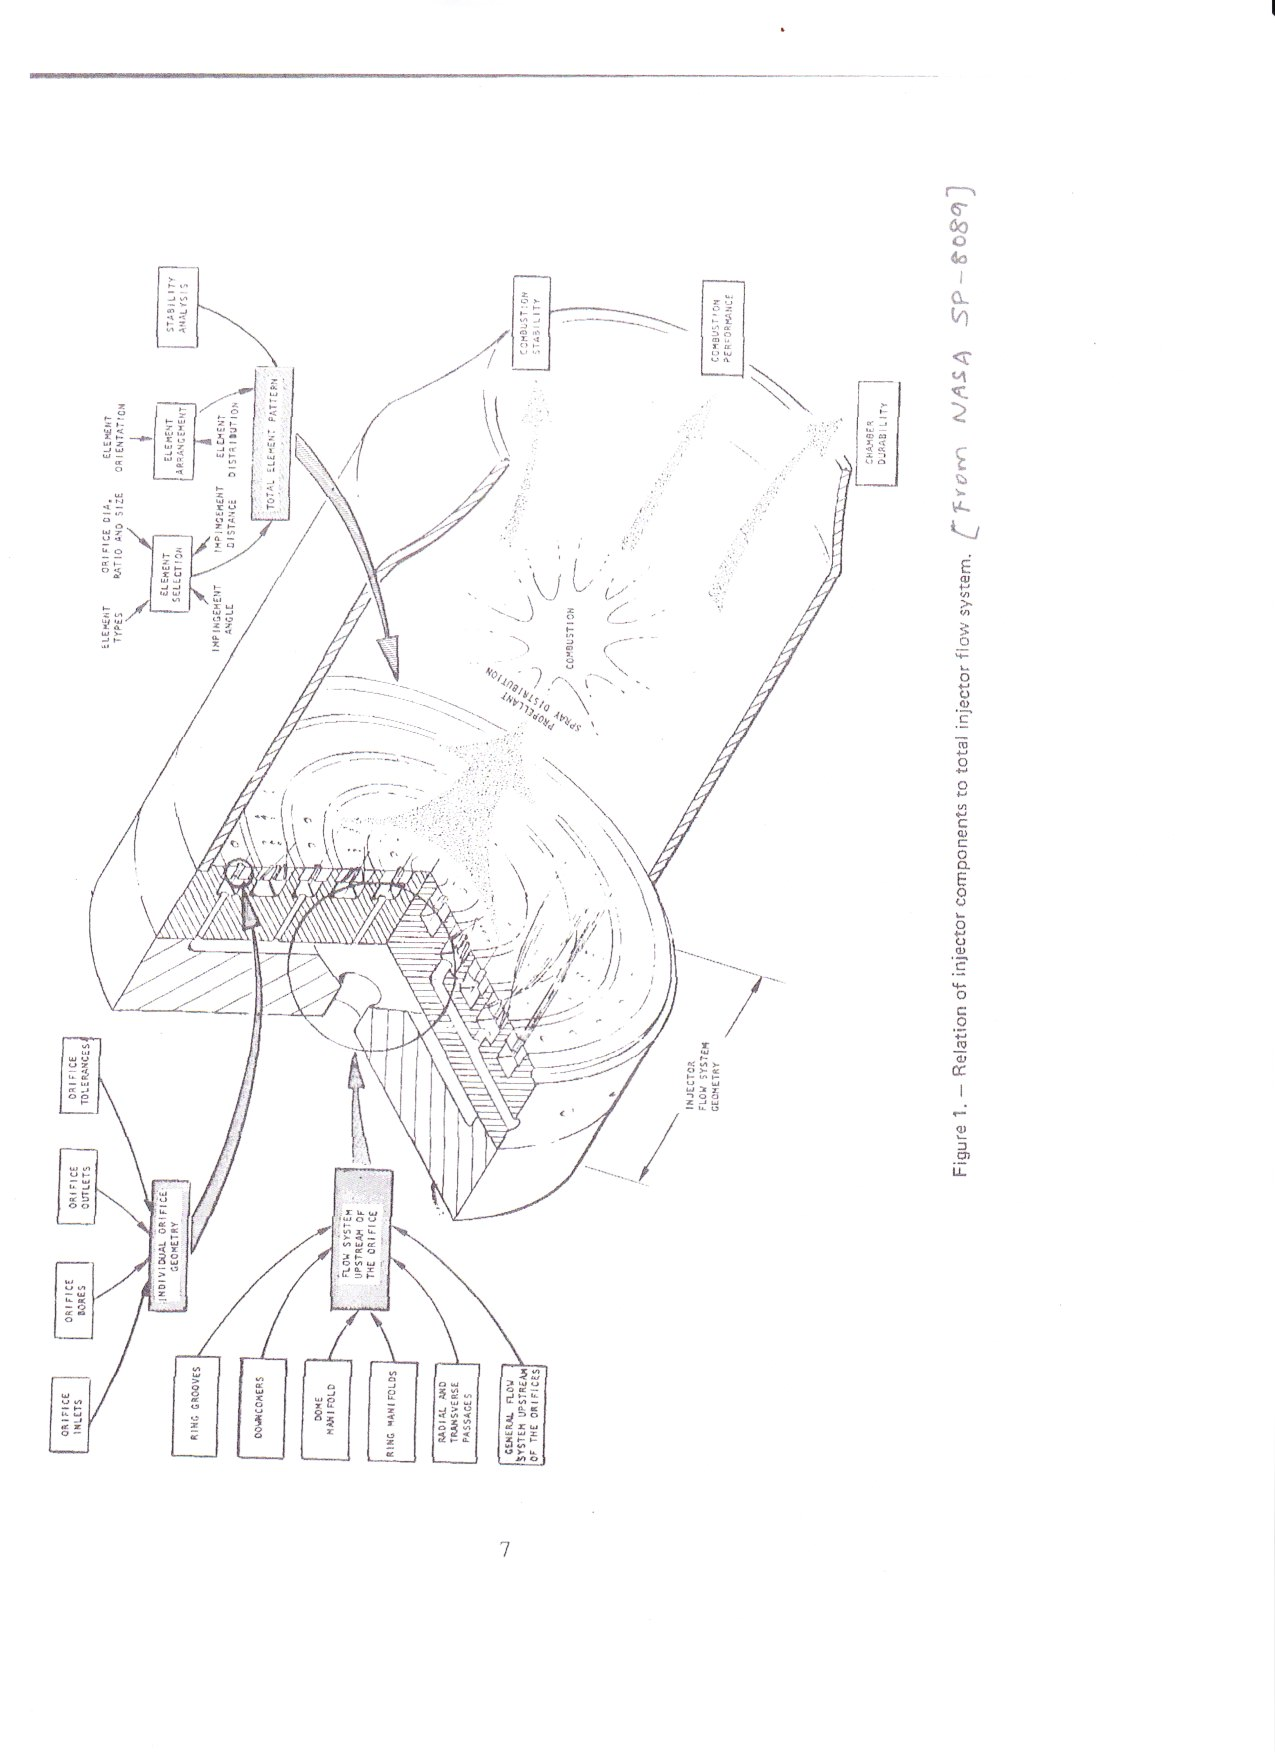 ORIFICE
INLETS
ORIFICE
BORES
ORIFICE
OUTLETS
ORIFICE
TOLERANCES
INDIVIDUAL ORIFICE
GEOMETRY
RING GROOVES
DOWNCOMERS
DOME
MANIFOLD
RING MANIFOLDS
RADIAL AND
TRANSVERSE
PASSAGES
GENERAL FLOW
SYSTEM UPSTREAM
OF THE ORIFICES
FLOW SYSTEM
UPSTREAM OF
THE ORIFICE
ELEMENT
TYPES
ORIFICE DIA.
RATIO AND SIZE
ELEMENT
ORIENTATION
ELEMENT
SELECTION
ELEMENT
ARRANGEMENT
STABILITY
ANALYSIS
IMPINGEMENT
ANGLE
IMPINGEMENT
DISTANCE
ELEMENT
DISTRIBUTION
TOTAL ELEMENT PATTERN
PROPELLANT
SPRAY DISTRIBUTION
COMBUSTION
COMBUSTION
STABILITY
COMBUSTION
PERFORMANCE
CHAMBER
DURABILITY
INJECTOR
FLOW SYSTEM
GEOMETRY
Figure 1. — Relation of injector components to total injector flow system. [From NASA SP-8089]
7